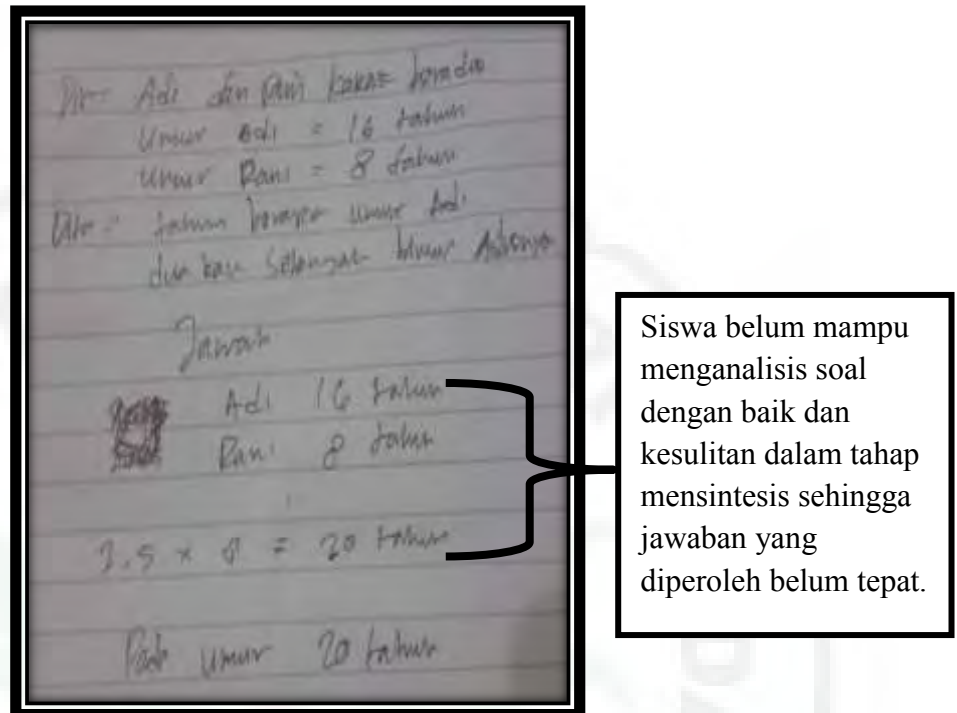 Dik = Adi dan Rani kakak beradik
Umur Adi = 16 tahun
Umur Rani = 8 tahun
Dit = tahun berapa umur Adi
dua kali setengah umur Adiknya
Jawab
Adi 16 tahun
Rani 8 tahun
2.5 × 8 = 20 tahun
Pada umur 20 tahun
Siswa belum mampu
menganalisis soal
dengan baik dan
kesulitan dalam tahap
mensintesis sehingga
jawaban yang
diperoleh belum tepat.